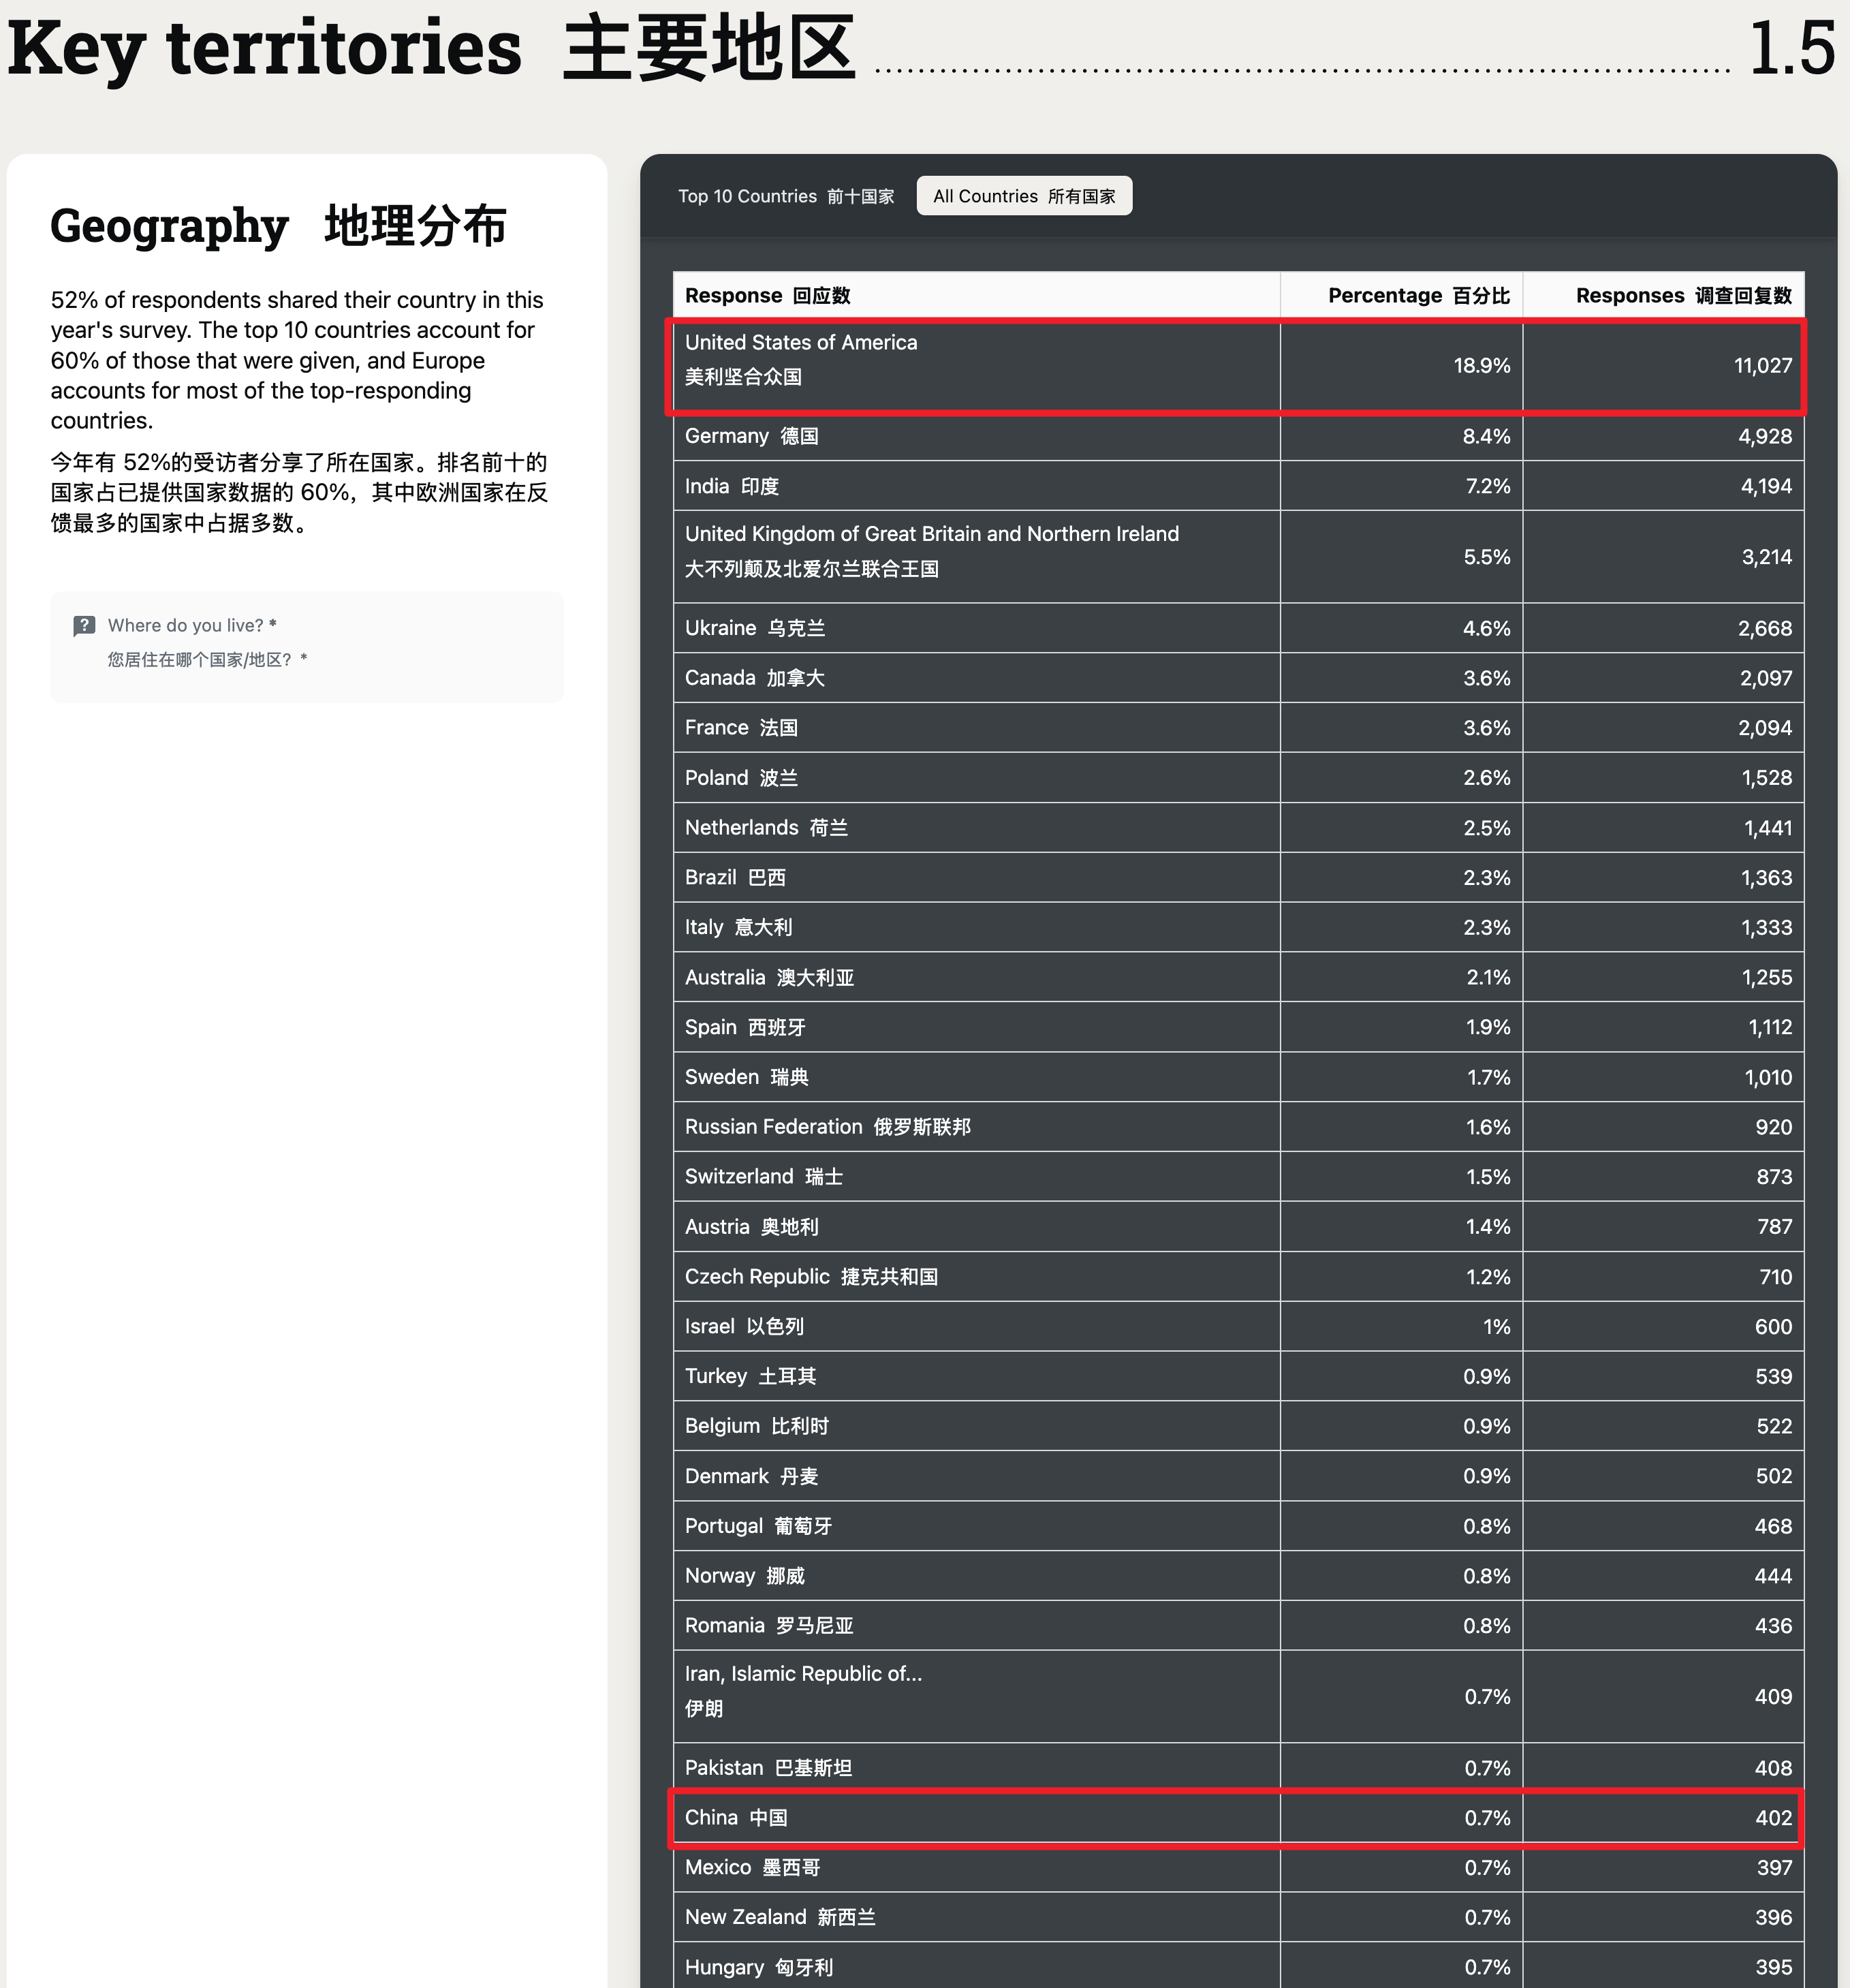 Key territories 主要地区 1.5
Geography 地理分布
52% of respondents shared their country in this
year's survey. The top 10 countries account for
60% of those that were given, and Europe
accounts for most of the top-responding
countries.
今年有 52%的受访者分享了所在国家。排名前十的
国家占已提供国家数据的 60%，其中欧洲国家在反
馈最多的国家中占据多数。
Where do you live? *
您居住在哪个国家/地区？ *
Top 10 Countries 前十国家 All Countries 所有国家
Response 回应数 Percentage 百分比 Responses 调查回复数
United States of America
美利坚合众国 18.9% 11,027
Germany 德国 8.4% 4,928
India 印度 7.2% 4,194
United Kingdom of Great Britain and Northern Ireland
大不列颠及北爱尔兰联合王国 5.5% 3,214
Ukraine 乌克兰 4.6% 2,668
Canada 加拿大 3.6% 2,097
France 法国 3.6% 2,094
Poland 波兰 2.6% 1,528
Netherlands 荷兰 2.5% 1,441
Brazil 巴西 2.3% 1,363
Italy 意大利 2.3% 1,333
Australia 澳大利亚 2.1% 1,255
Spain 西班牙 1.9% 1,112
Sweden 瑞典 1.7% 1,010
Russian Federation 俄罗斯联邦 1.6% 920
Switzerland 瑞士 1.5% 873
Austria 奥地利 1.4% 787
Czech Republic 捷克共和国 1.2% 710
Israel 以色列 1% 600
Turkey 土耳其 0.9% 539
Belgium 比利时 0.9% 522
Denmark 丹麦 0.9% 502
Portugal 葡萄牙 0.8% 468
Norway 挪威 0.8% 444
Romania 罗马尼亚 0.8% 436
Iran, Islamic Republic of...
伊朗 0.7% 409
Pakistan 巴基斯坦 0.7% 408
China 中国 0.7% 402
Mexico 墨西哥 0.7% 397
New Zealand 新西兰 0.7% 396
Hungary 匈牙利 0.7% 395